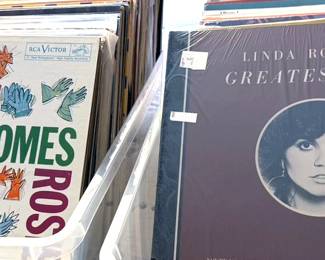 RCA VICTOR
OMES
ROS
LINDA RO
GREATES